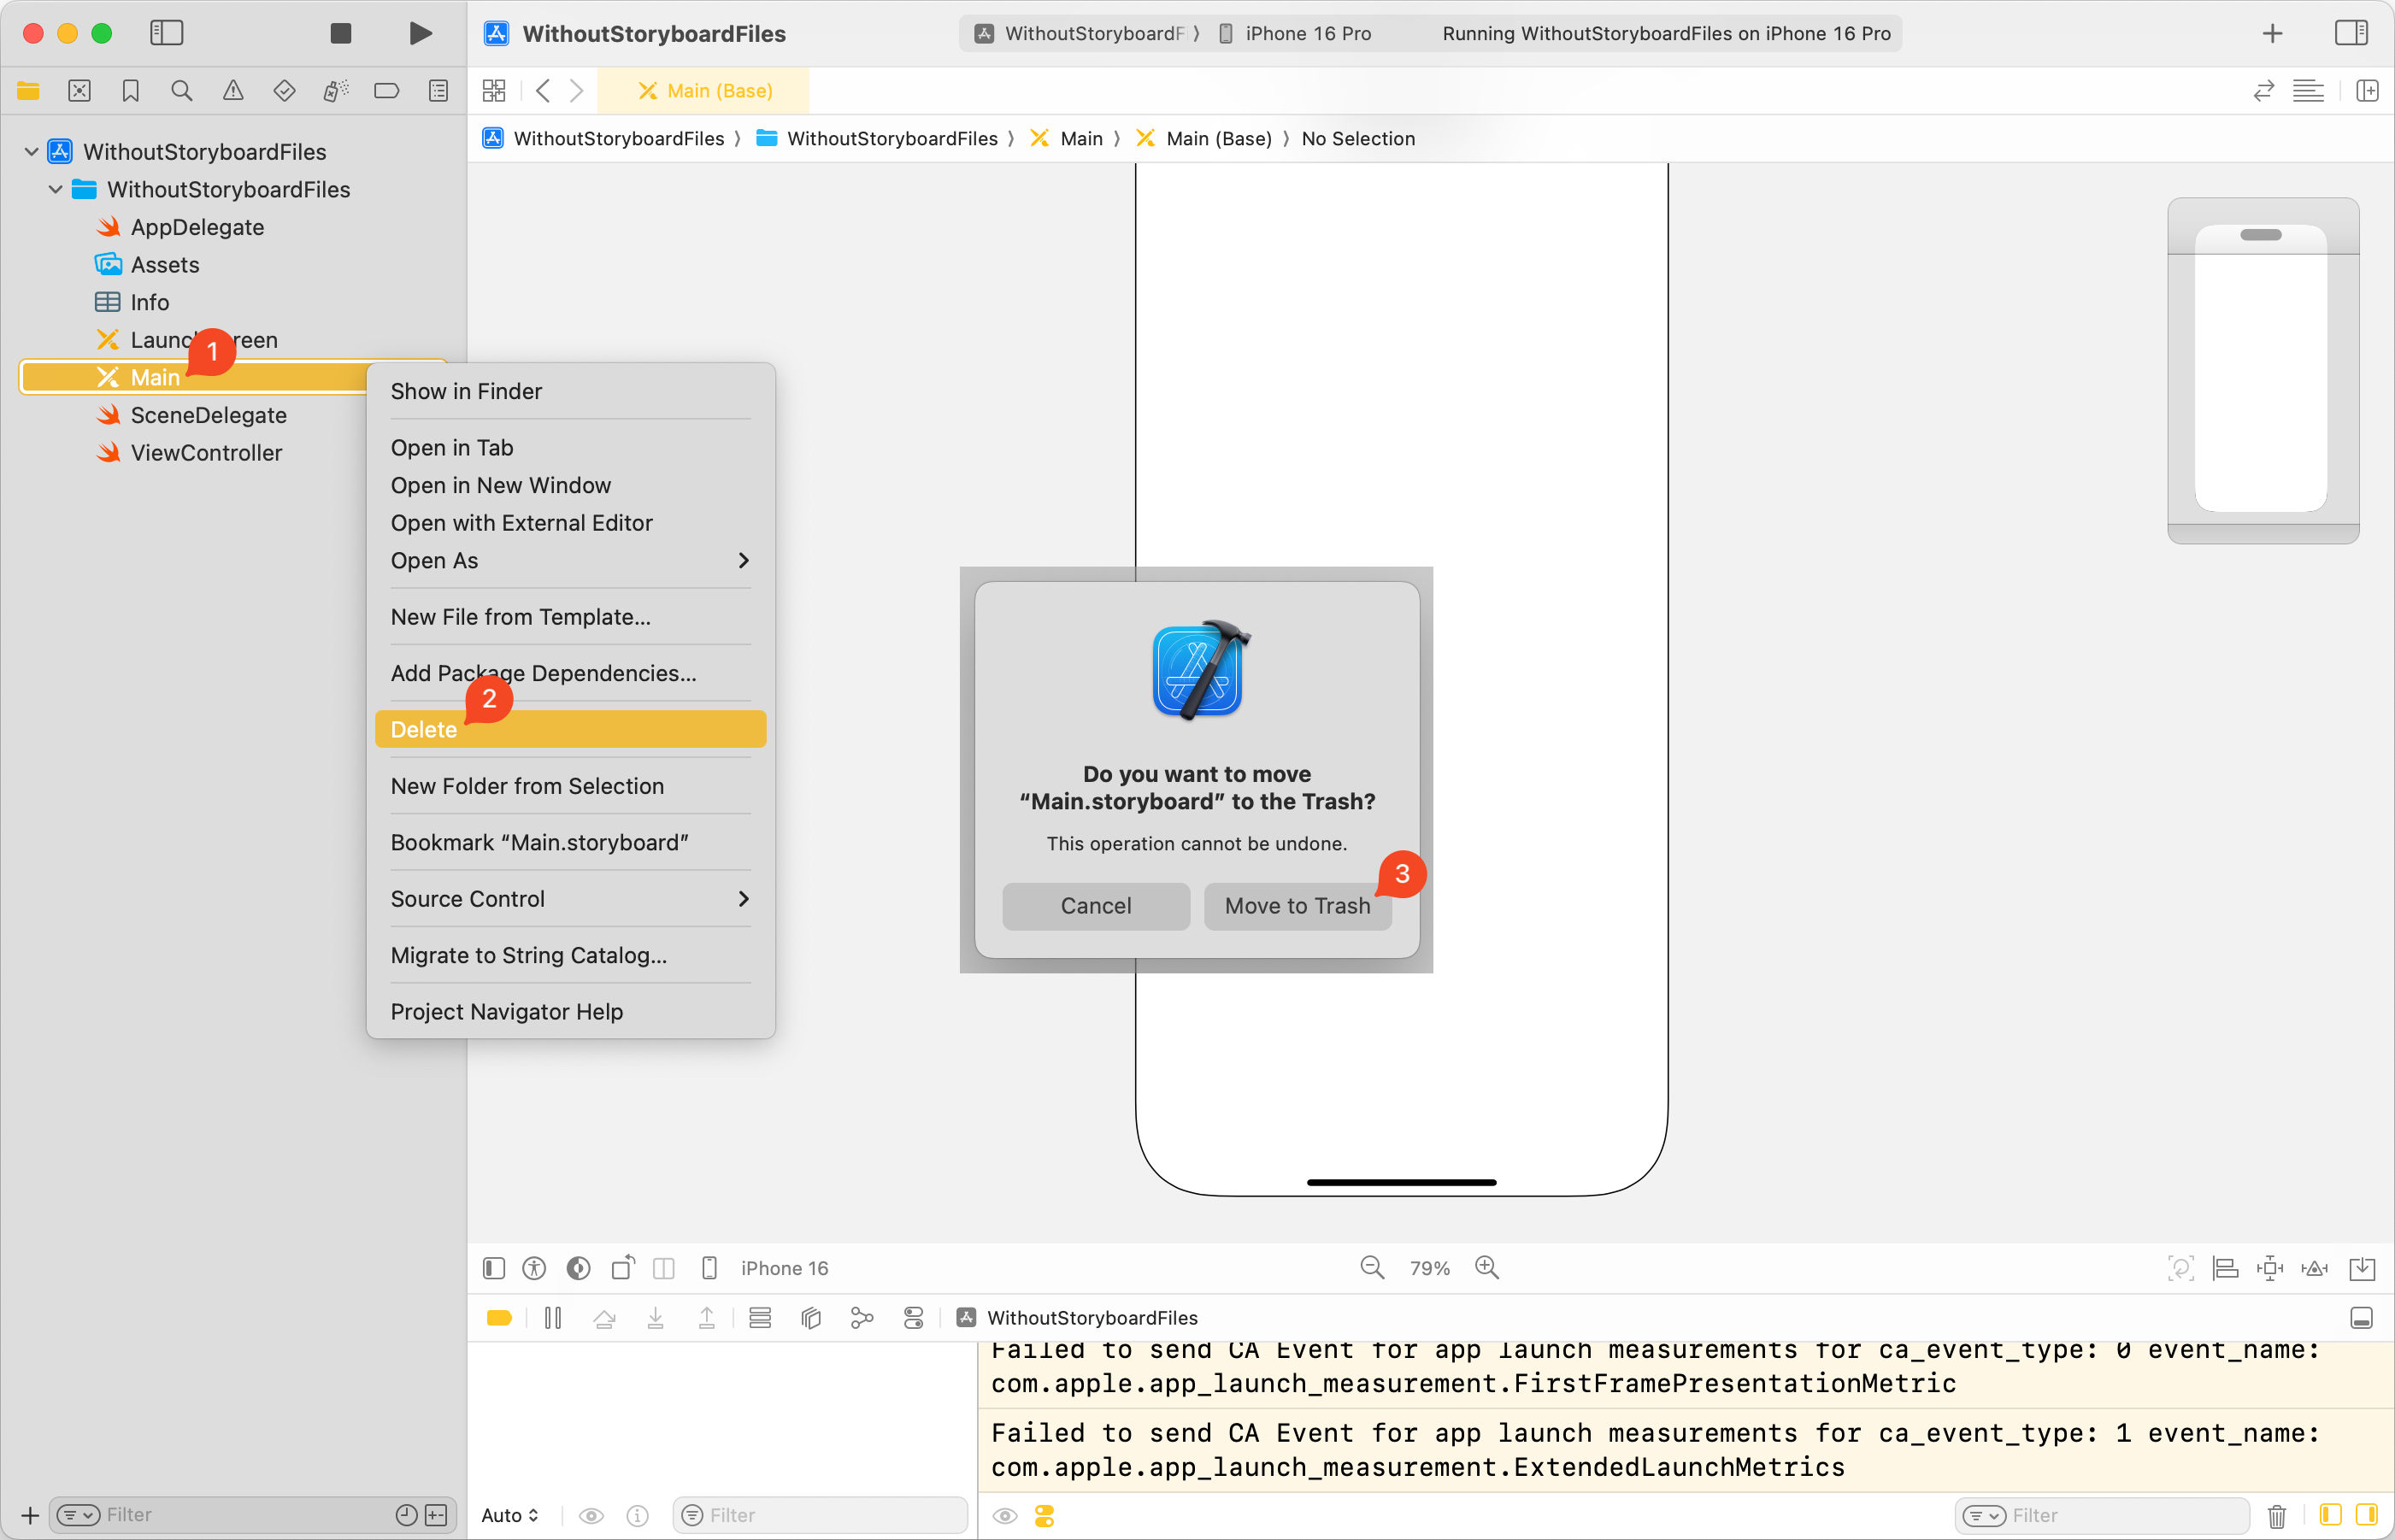 WithoutStoryboardFiles
WithoutStoryboardF
iPhone 16 Pro
Running WithoutStoryboardFiles on iPhone 16 Pro
Main (Base)
WithoutStoryboardFiles
WithoutStoryboardFiles
Main
Main (Base)
No Selection
WithoutStoryboardFiles
WithoutStoryboardFiles
AppDelegate
Assets
Info
Launc reen
1
Main
SceneDelegate
ViewController
Show in Finder
Open in Tab
Open in New Window
Open with External Editor
Open As
New File from Template...
Add Package Dependencies...
2
Delete
New Folder from Selection
Bookmark “Main.storyboard”
Source Control
Migrate to String Catalog...
Project Navigator Help
Do you want to move
“Main.storyboard” to the Trash?
This operation cannot be undone.
3
Cancel
Move to Trash
iPhone 16
79%
WithoutStoryboardFiles
Failed to send CA Event for app launch measurements for ca_event_type: 0 event_name:
com.apple.app_launch_measurement.FirstFramePresentationMetric
Failed to send CA Event for app launch measurements for ca_event_type: 1 event_name:
com.apple.app_launch_measurement.ExtendedLaunchMetrics
Filter
Auto
Filter
Filter